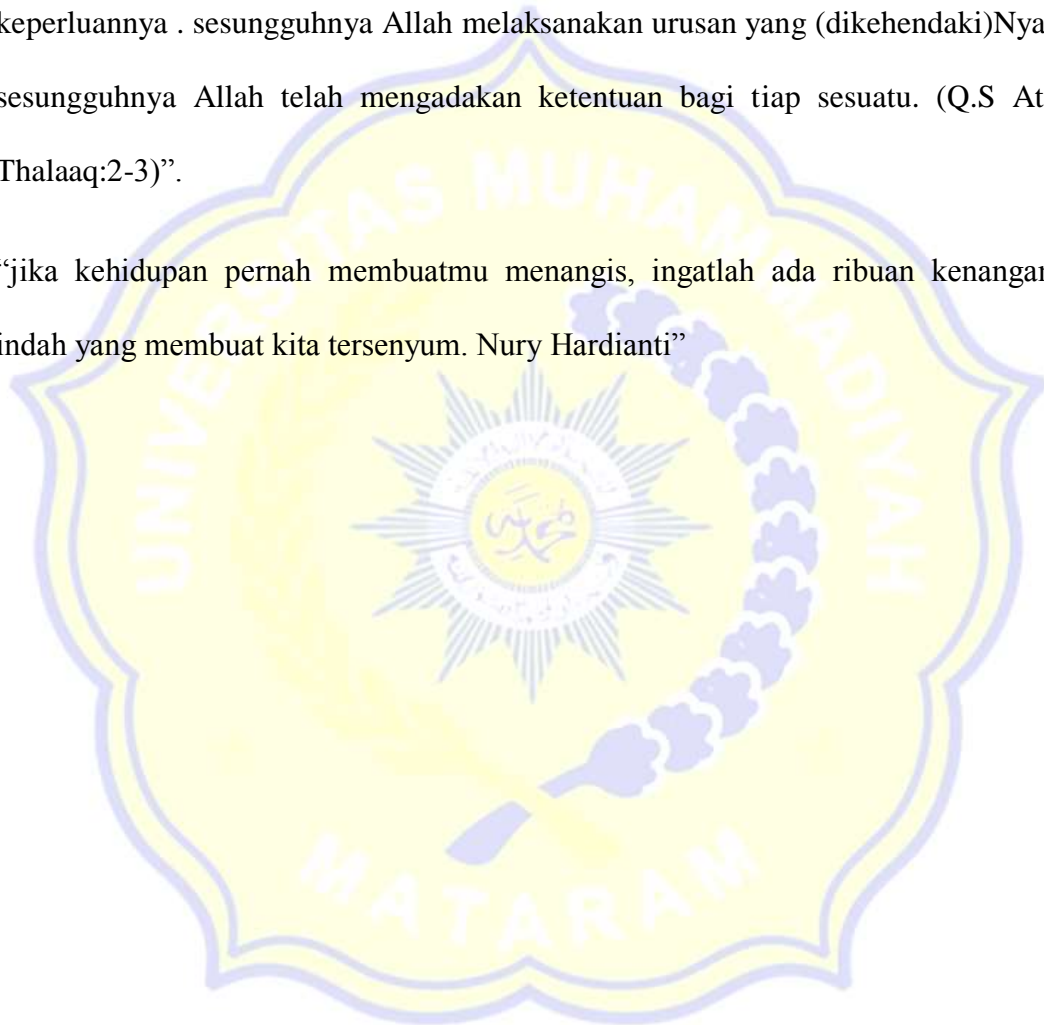 keperluannya . sesungguhnya Allah melaksanakan urusan yang (dikehendaki)Nya
sesungguhnya Allah telah mengadakan ketentuan bagi tiap sesuatu. (Q.S At
Thalaaq:2-3)”.
“jika kehidupan pernah membuatmu menangis, ingatlah ada ribuan kenangan
indah yang membuat kita tersenyum. Nury Hardianti”
UNIVERSITAS MUHAMMADIYAH
MATARAM